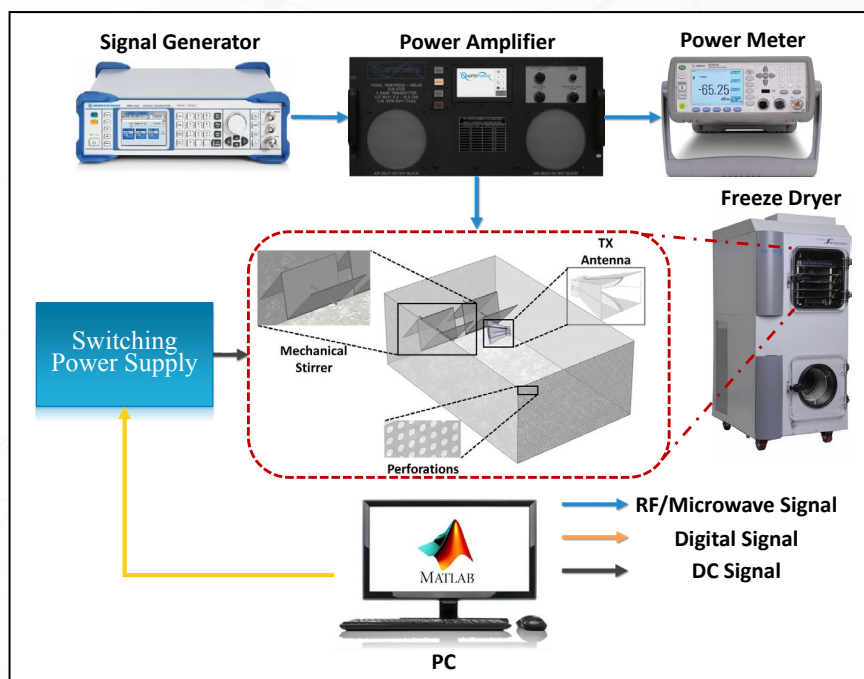 Signal Generator
Power Amplifier
Power Meter
Quarterwave
-65.25
Freeze Dryer
TX
Antenna
Mechanical
Stirrer
Perforations
Switching
Power Supply
MATLAB
RF/Microwave Signal
Digital Signal
DC Signal
PC